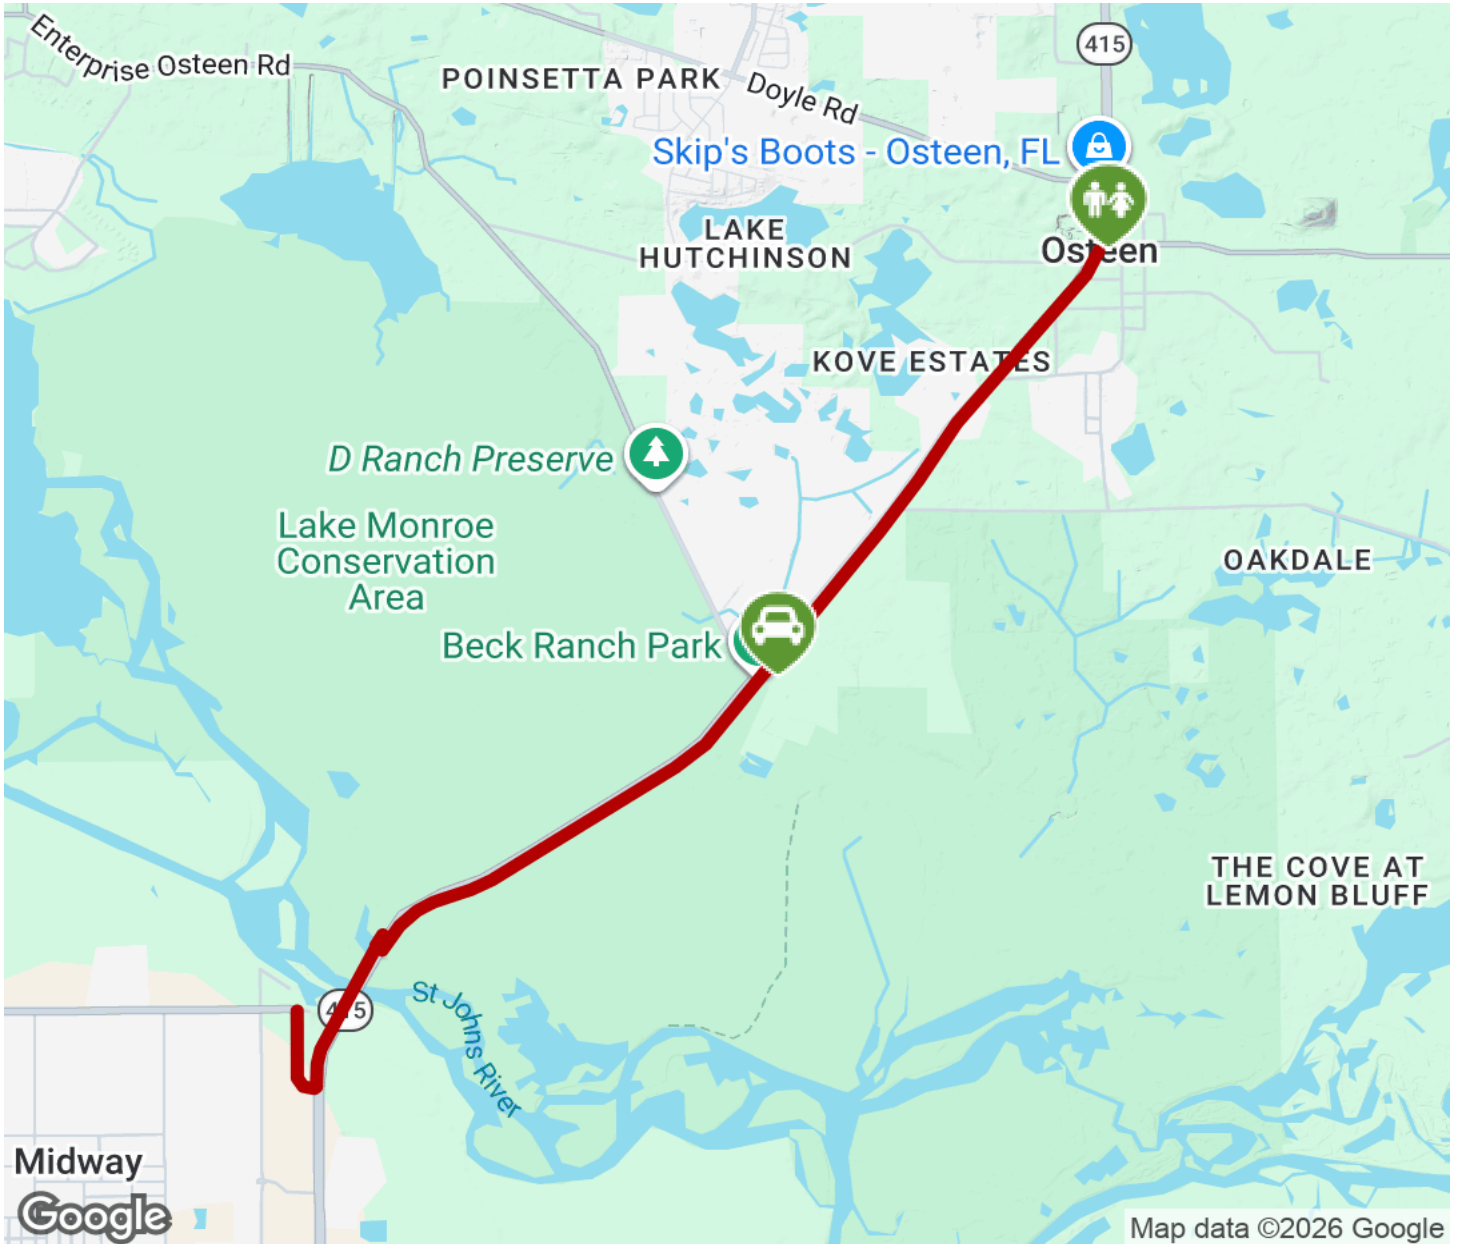 Enterprise Osteen Rd
POINSETTA PARK
Doyle Rd
415
Skip's Boots - Osteen, FL
LAKE
HUTCHINSON
Osteen
KOVE ESTATES
D Ranch Preserve
Lake Monroe
Conservation
Area
OAKDALE
Beck Ranch Park
THE COVE AT
LEMON BLUFF
St Johns River
415
Midway
Google
Map data ©2026 Google